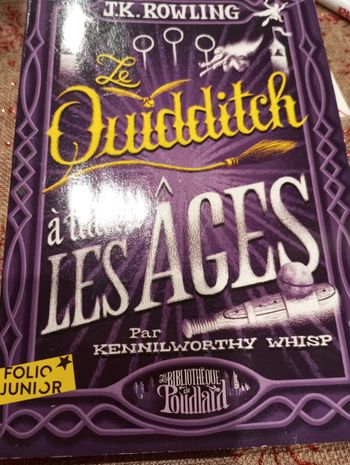 J.K. ROWLING
Le
Quidditch
à
LES ÂGES
Par
KENNILWORTHY WHISP
FOLIO
JUNIOR
La
BIBLIOTHÈQUE
de
Poudlard